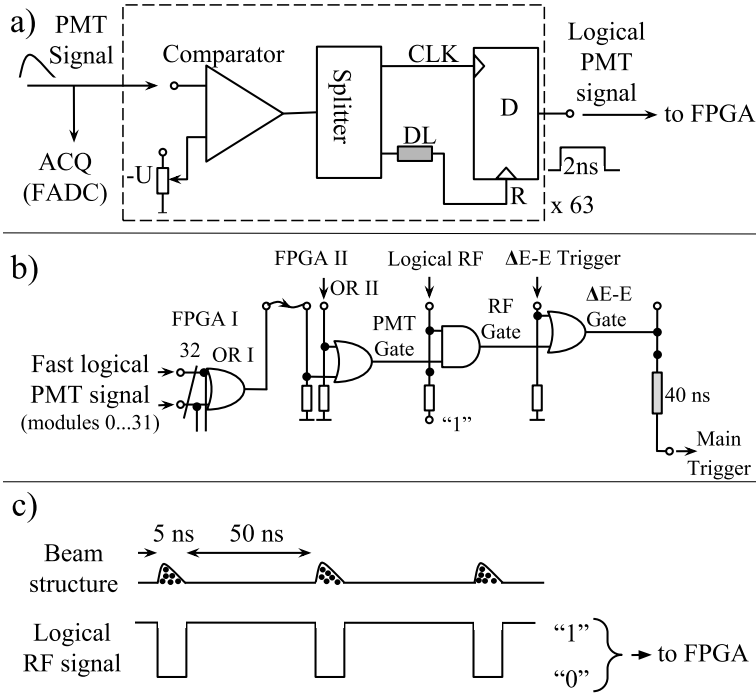 a)
PMT
Signal
Comparator
Splitter
CLK
DL
D
R
Logical
PMT
signal
to FPGA
2ns
x 63
-U
ACQ
(FADC)
b)
FPGA II
OR II
Logical RF
ΔE-E Trigger
FPGA I
32
OR I
PMT
Gate
RF
Gate
ΔE-E
Gate
Fast logical
PMT signal
(modules 0...31)
“1”
40 ns
Main
Trigger
c)
5 ns
50 ns
Beam
structure
Logical
RF signal
“1”
“0”
to FPGA